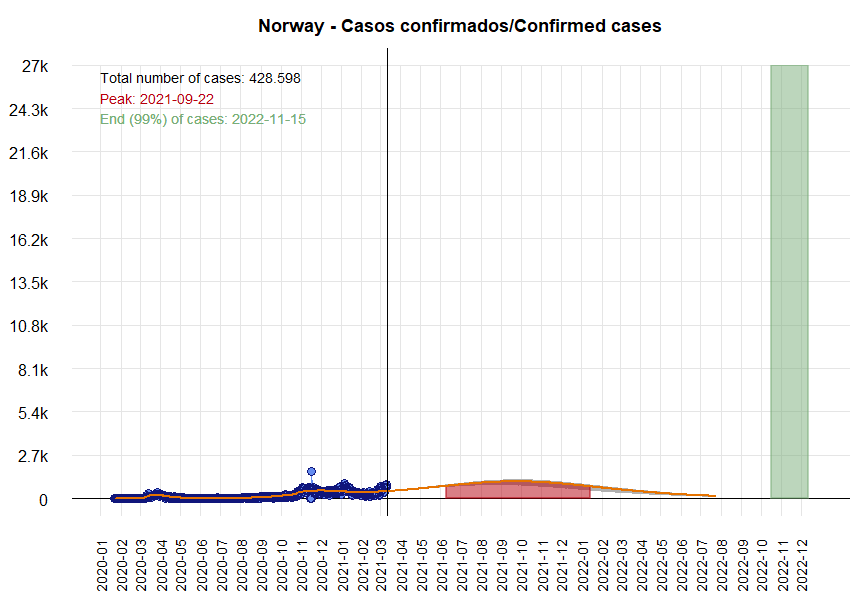 Norway - Casos confirmados/Confirmed cases
Total number of cases: 428.598
Peak: 2021-09-22
End (99%) of cases: 2022-11-15
27k
24.3k
21.6k
18.9k
16.2k
13.5k
10.8k
8.1k
5.4k
2.7k
0
2020-01
2020-02
2020-03
2020-04
2020-05
2020-06
2020-07
2020-08
2020-09
2020-10
2020-11
2020-12
2021-01
2021-02
2021-03
2021-04
2021-05
2021-06
2021-07
2021-08
2021-09
2021-10
2021-11
2021-12
2022-01
2022-02
2022-03
2022-04
2022-05
2022-06
2022-07
2022-08
2022-09
2022-10
2022-11
2022-12